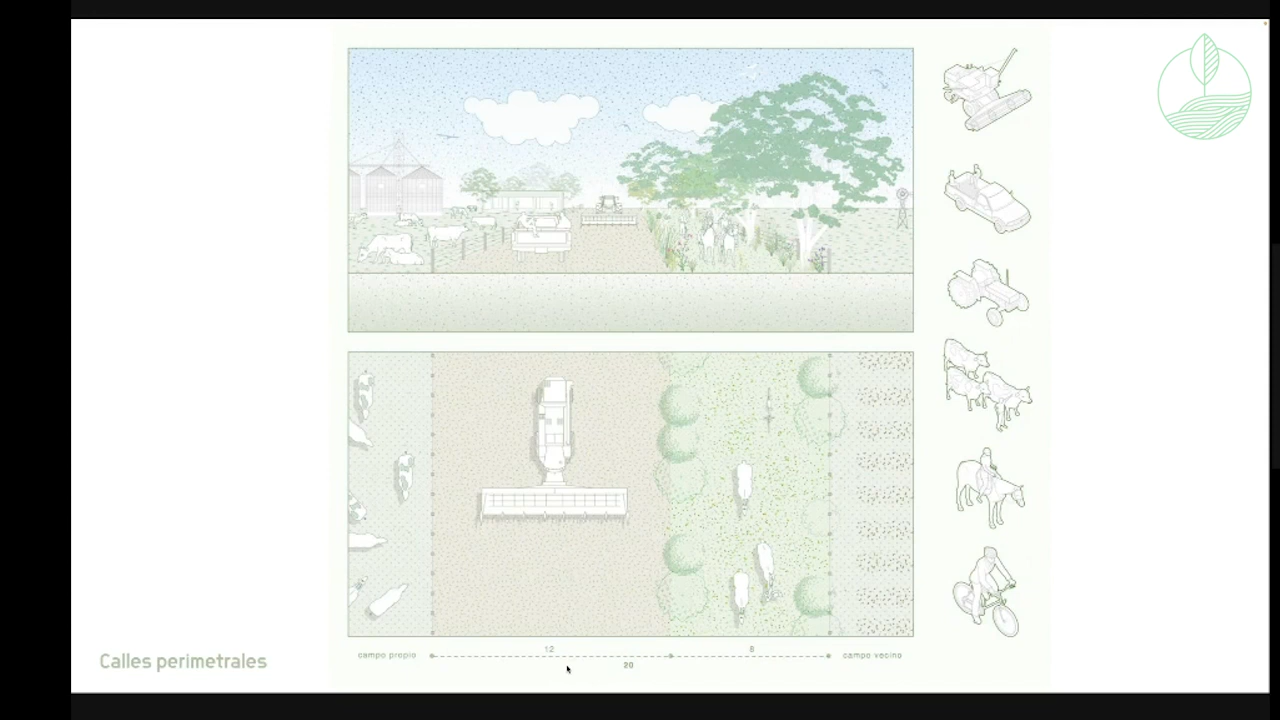 campo propio
12
8
campo vecino
20
Calles perimetrales